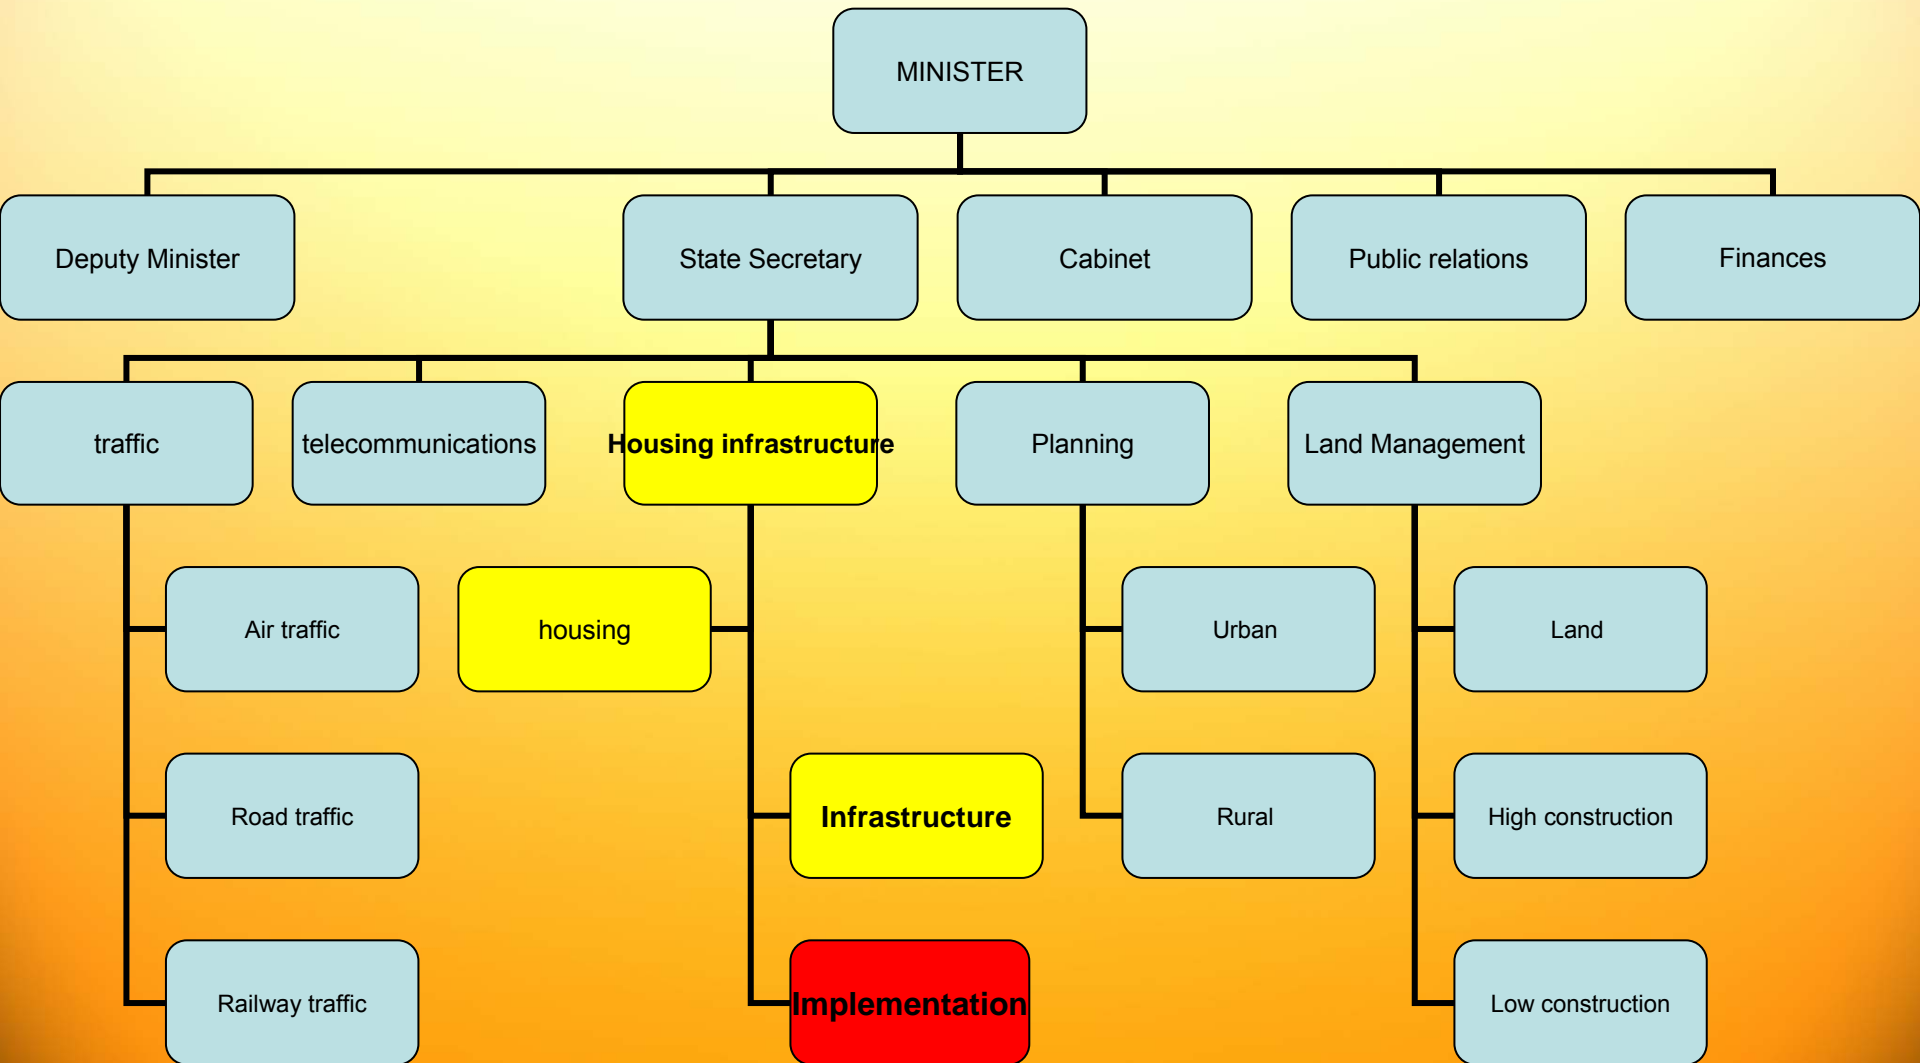 MINISTER
Deputy Minister
State Secretary
Cabinet
Public relations
Finances
traffic
telecommunications
Housing infrastructure
Planning
Land Management
Air traffic
housing
Urban
Land
Road traffic
Infrastructure
Rural
High construction
Railway traffic
Implementation
Low construction